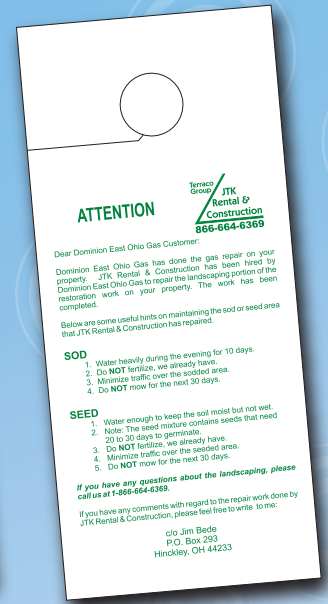 Terraco
Group
JTK
Rental &
Construction
866-664-6369
ATTENTION
Dear Dominion East Ohio Gas Customer:
Dominion East Ohio Gas has done the gas repair on your
property. JTK Rental & Construction has been hired by
Dominion East Ohio Gas to repair the landscaping portion of the
restoration work on your property. The work has been
completed.
Below are some useful hints on maintaining the sod or seed area
that JTK Rental & Construction has repaired.
SOD
1. Water heavily during the evening for 10 days.
2. Do NOT fertilize, we already have.
3. Minimize traffic over the sodded area.
4. Do NOT mow for the next 30 days.
SEED
1. Water enough to keep the soil moist but not wet.
2. Note: The seed mixture contains seeds that need
20 to 30 days to germinate.
3. Do NOT fertilize, we already have.
4. Minimize traffic over the seeded area.
5. Do NOT mow for the next 30 days.
If you have any questions about the landscaping, please
call us at 1-866-664-6369.
If you have any comments with regard to the repair work done by
JTK Rental & Construction, please feel free to write to me:
c/o Jim Bede
P.O. Box 293
Hinckley, OH 44233